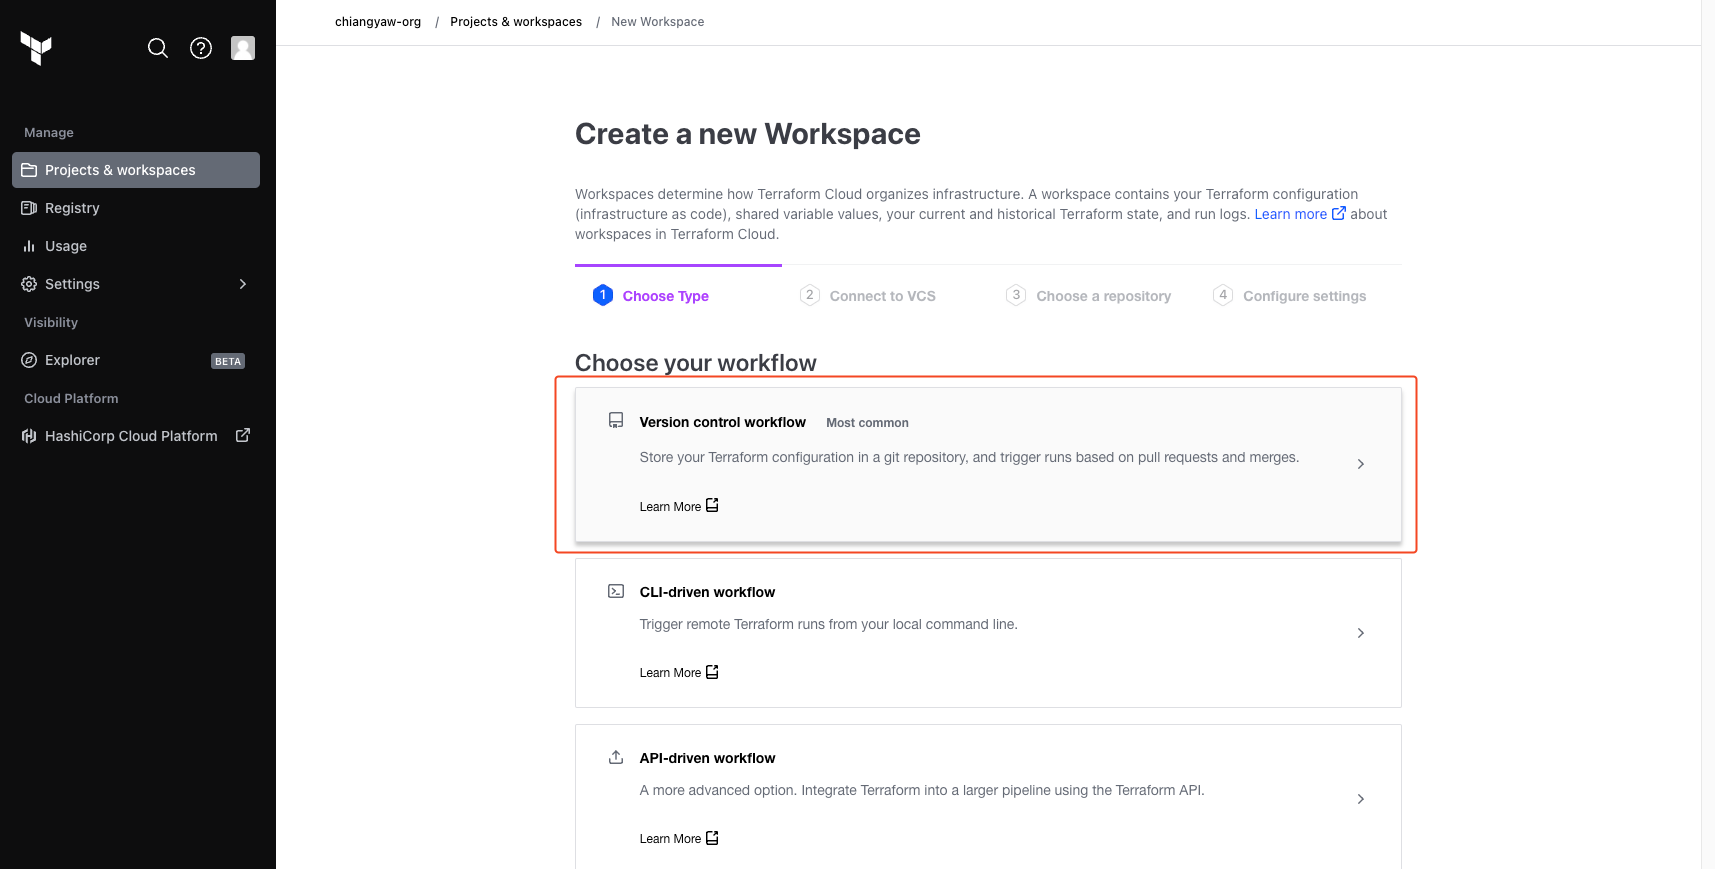 chiangyaw-org / Projects & workspaces / New Workspace
Manage
Projects & workspaces
Registry
Usage
Settings
Visibility
Explorer BETA
Cloud Platform
HashiCorp Cloud Platform
Create a new Workspace
Workspaces determine how Terraform Cloud organizes infrastructure. A workspace contains your Terraform configuration
(infrastructure as code), shared variable values, your current and historical Terraform state, and run logs. Learn more about
workspaces in Terraform Cloud.
1 Choose Type 2 Connect to VCS 3 Choose a repository 4 Configure settings
Choose your workflow
Version control workflow Most common
Store your Terraform configuration in a git repository, and trigger runs based on pull requests and merges.
Learn More
CLI-driven workflow
Trigger remote Terraform runs from your local command line.
Learn More
API-driven workflow
A more advanced option. Integrate Terraform into a larger pipeline using the Terraform API.
Learn More